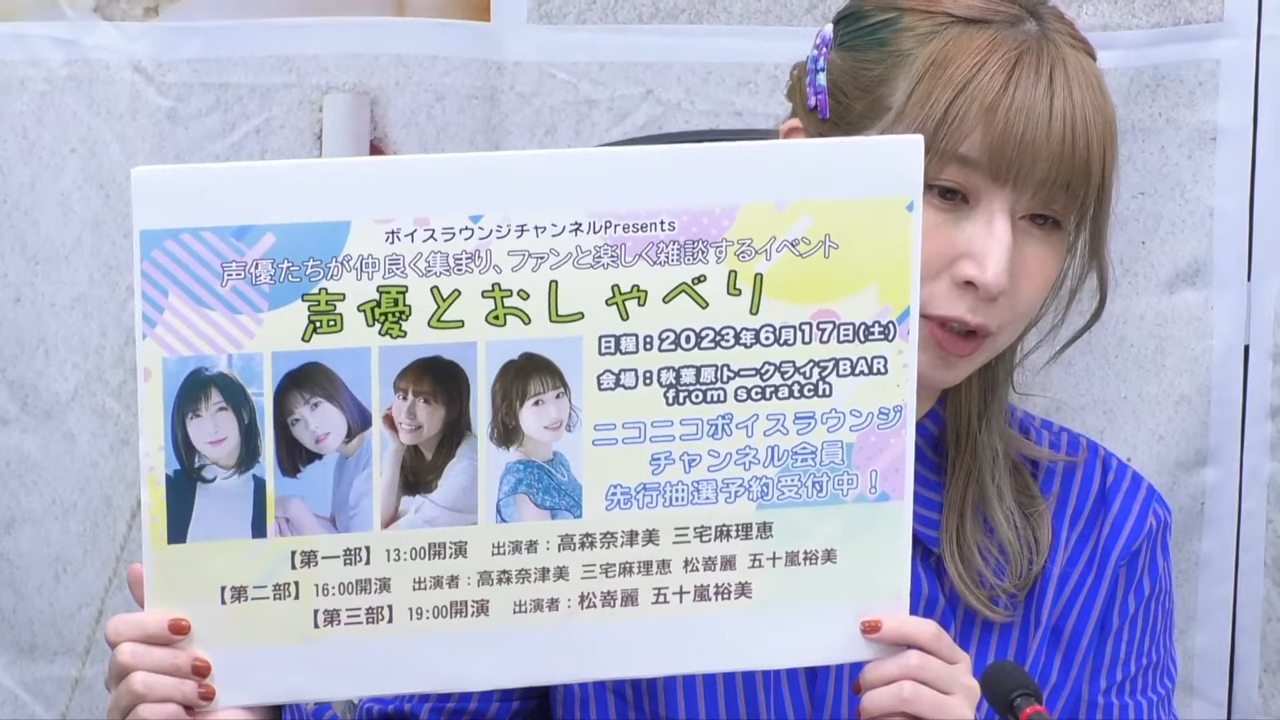 ボイスラウンジチャンネルPresents
声優たちが仲良く集まり、ファンと楽しく雑談するイベント
声優とおしゃべり
日程：2023年6月17日(土)
会場：秋葉原トークライブBAR
from scratch
ニコニコボイスラウンジ
チャンネル会員
先行抽選予約受付中！
【第一部】13:00開演 出演者：高森奈津美 三宅麻理恵
【第二部】16:00開演 出演者：高森奈津美 三宅麻理恵 松嵜麗 五十嵐裕美
【第三部】19:00開演 出演者：松嵜麗 五十嵐裕美